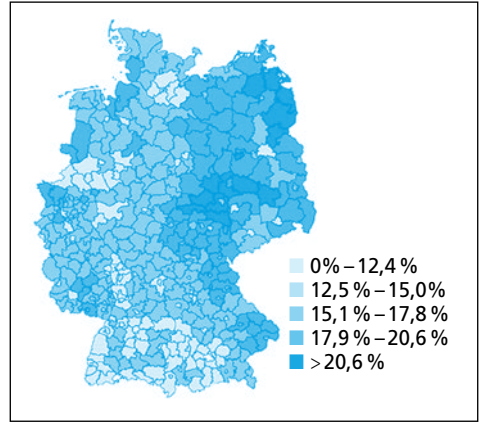 0% – 12,4 %
12,5 % – 15,0%
15,1 % – 17,8 %
17,9 % – 20,6 %
> 20,6 %